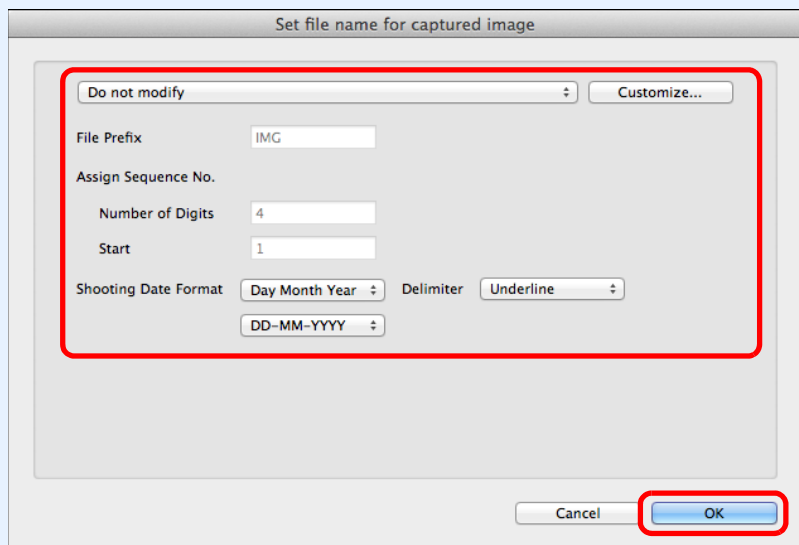 Set file name for captured image
Do not modify Customize...
File Prefix IMG
Assign Sequence No.
Number of Digits 4
Start 1
Shooting Date Format Day Month Year Delimiter Underline
DD-MM-YYYY
Cancel OK